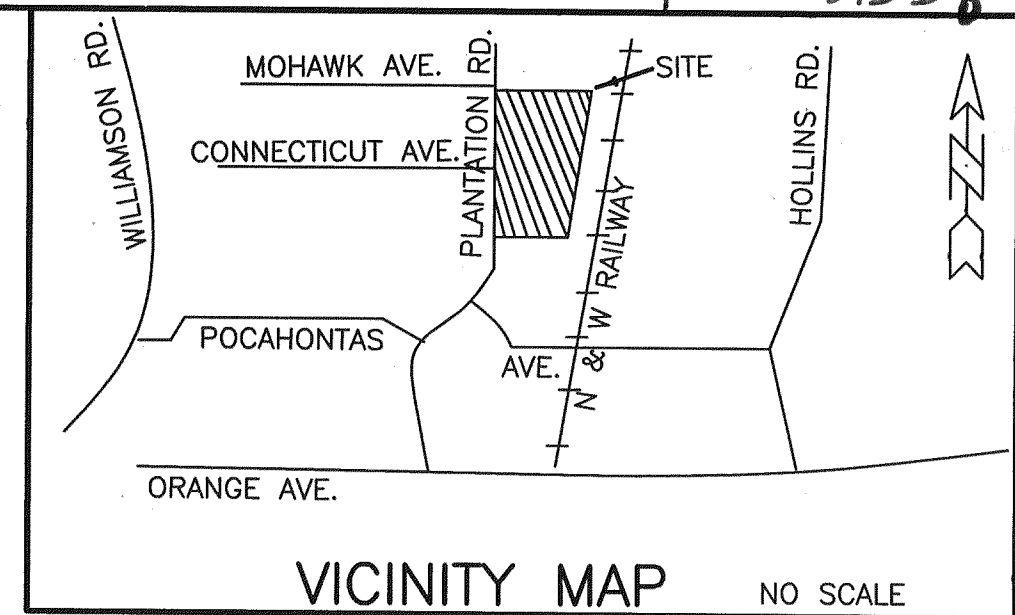 WILLIAMSON RD.
MOHAWK AVE.
PLANTATION RD.
SITE
CONNECTICUT AVE.
HOLLINS RD.
N & W RAILWAY
N
POCAHONTAS
AVE.
ORANGE AVE.
VICINITY MAP
NO SCALE